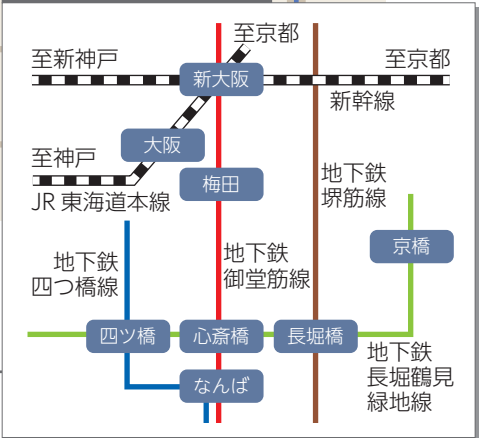 至京都
至新神戸
新大阪
至京都
新幹線
大阪
至神戸
JR 東海道本線
梅田
地下鉄
堺筋線
京橋
地下鉄
四つ橋線
地下鉄
御堂筋線
四ツ橋
心斎橋
長堀橋
地下鉄
長堀鶴見
緑地線
なんば